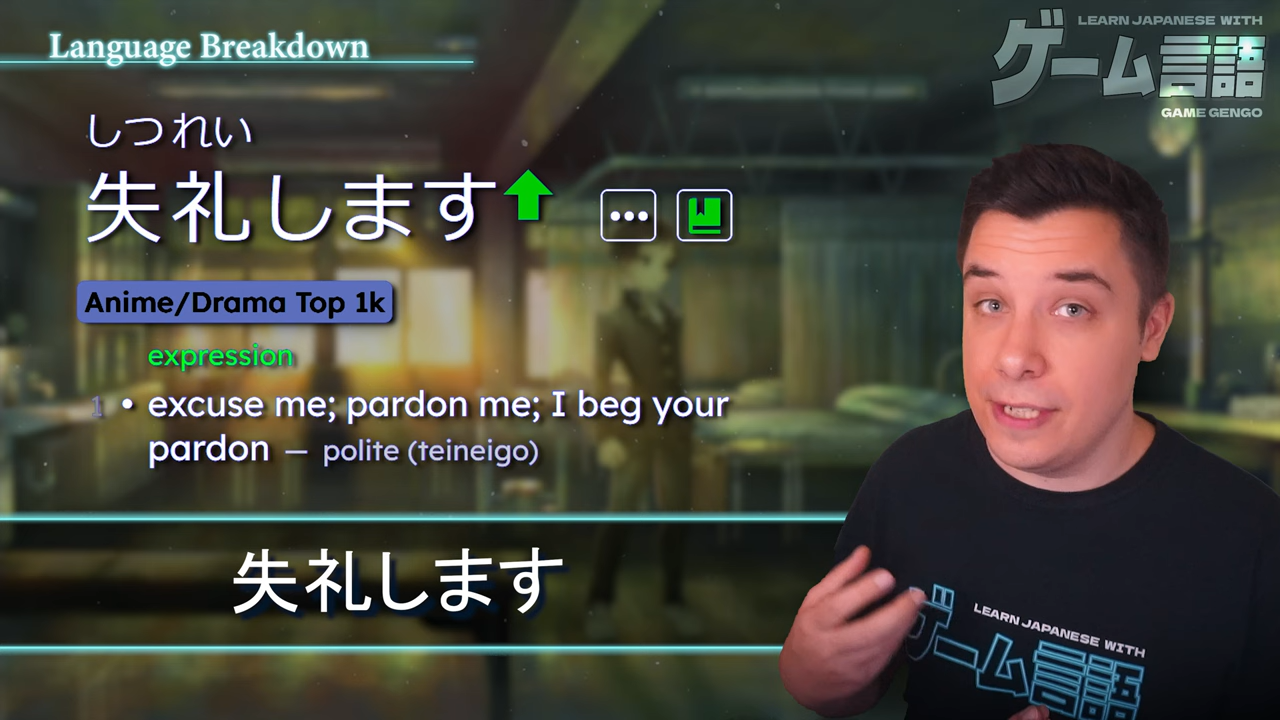 Language Breakdown
LEARN JAPANESE WITH
ゲーム言語
GAME GENGO
しつれい
失礼します
Anime/Drama Top 1k
expression
1 • excuse me; pardon me; I beg your
pardon — polite (teineigo)
失礼します
LEARN JAPANESE WITH
ゲーム言語